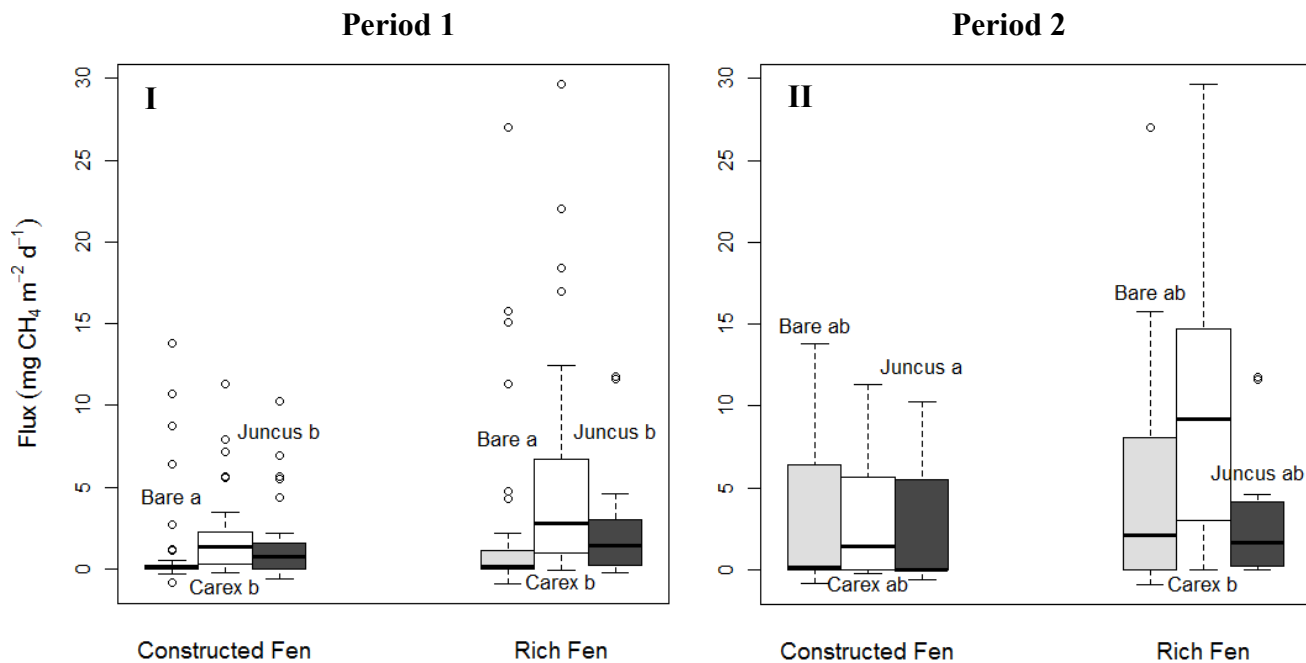 Period 1
Period 2
Flux (mg CH₄ m⁻² d⁻¹)
30
25
20
15
10
5
0
I
Bare a
Carex b
Juncus b
Bare a
Carex b
Juncus b
Constructed Fen
Rich Fen
30
25
20
15
10
5
0
II
Bare ab
Carex ab
Juncus a
Bare ab
Carex b
Juncus ab
Constructed Fen
Rich Fen